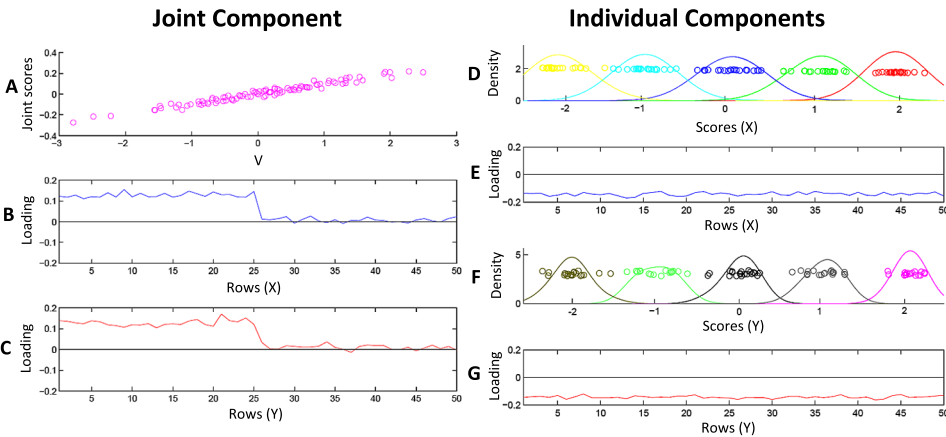 Joint Component
Individual Components
A
Joint scores
0.4
0.2
0
−0.2
−0.4
−3 −2 −1 0 1 2 3
V
B
Loading
0.2
0.1
0
−0.1
−0.2
5 10 15 20 25 30 35 40 45 50
Rows (X)
C
Loading
0.2
0.1
0
−0.1
−0.2
5 10 15 20 25 30 35 40 45 50
Rows (Y)
D
Density
2
0
-2 -1 0 1 2
Scores (X)
E
Loading
0.2
0
−0.2
5 10 15 20 25 30 35 40 45 50
Rows (X)
F
Density
5
0
-2 -1 0 1 2
Scores (Y)
G
Loading
0.2
0
−0.2
5 10 15 20 25 30 35 40 45 50
Rows (Y)